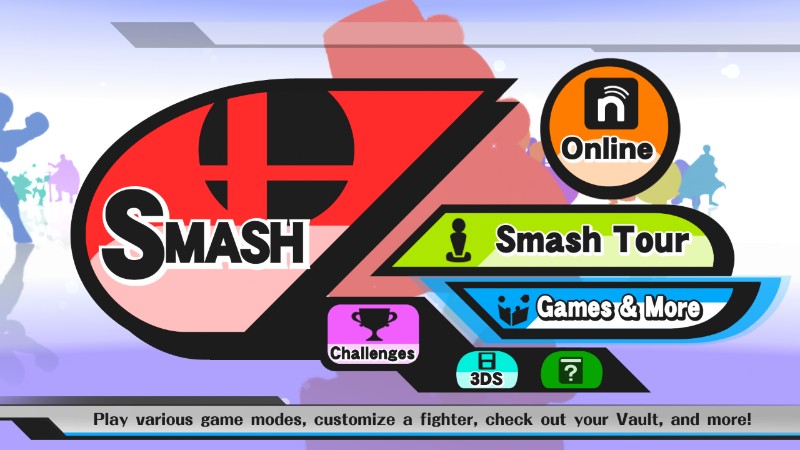 Online
SMASH
Smash Tour
Games & More
Challenges
3DS
?
Play various game modes, customize a fighter, check out your Vault, and more!